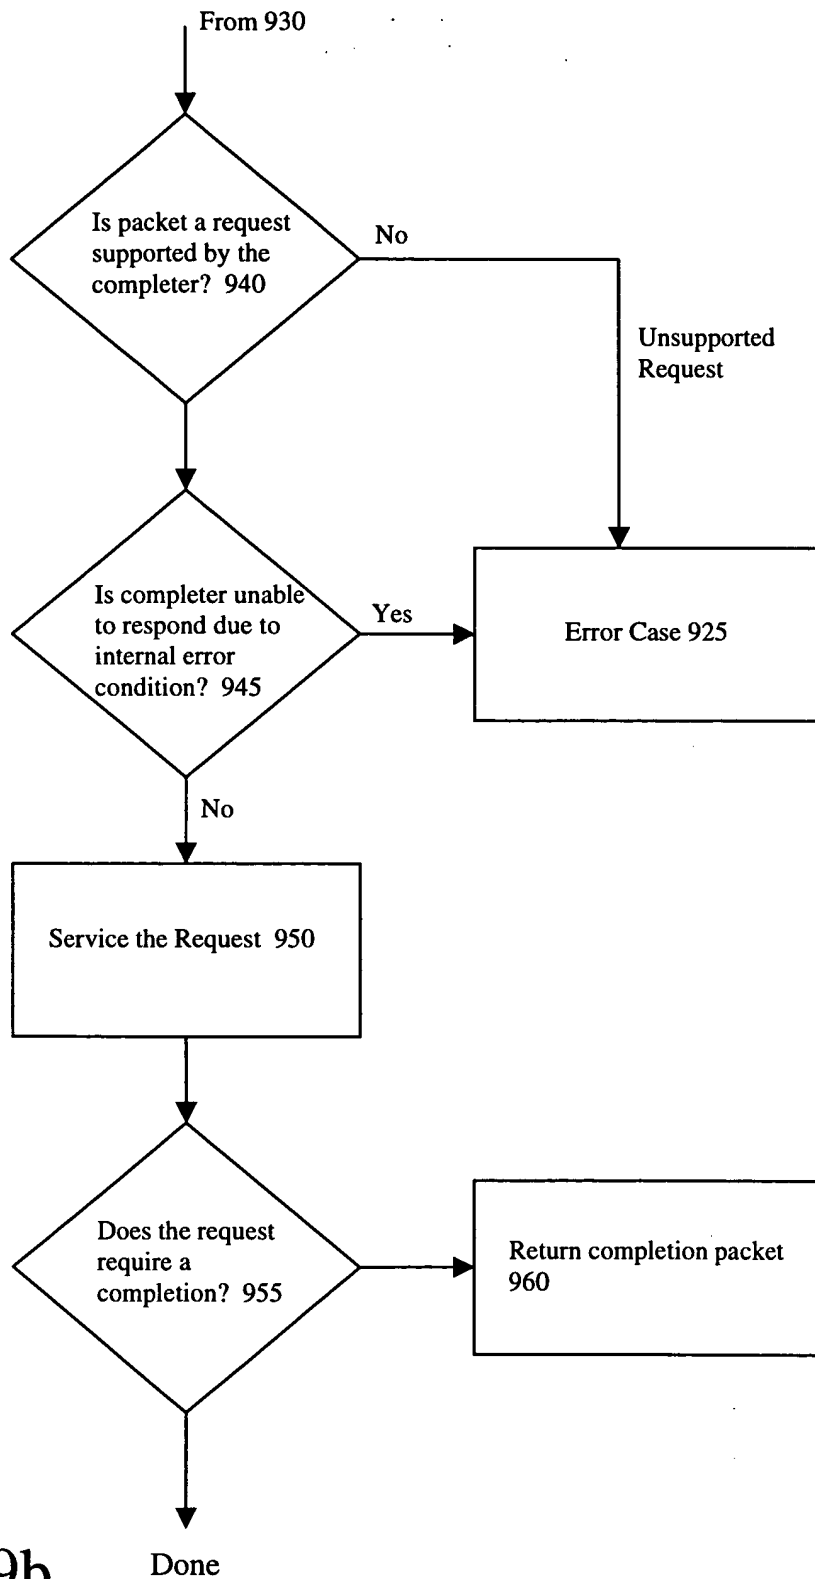 From 930
Is packet a request
supported by the
completer? 940
No
Unsupported
Request
Is completer unable
to respond due to
internal error
condition? 945
Yes
Error Case 925
No
Service the Request 950
Does the request
require a
completion? 955
Return completion packet
960
9b
Done